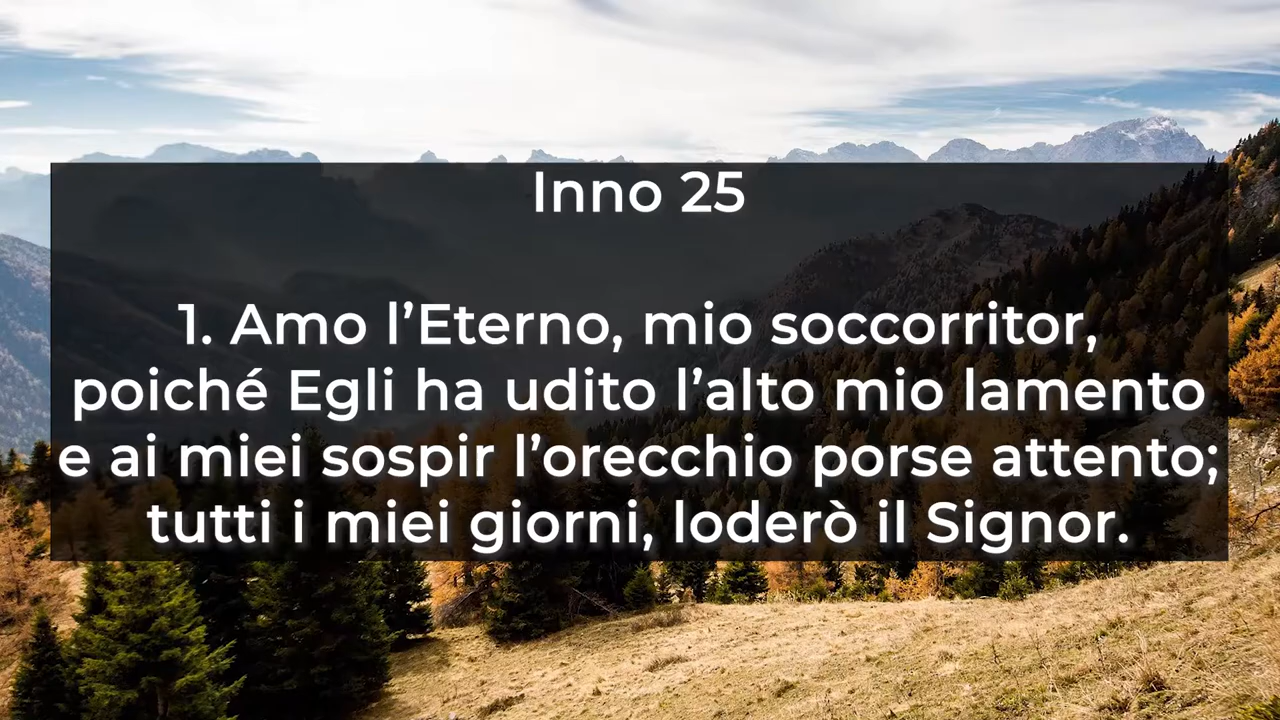 Inno 25
1. Amo l’Eterno, mio soccorritor,
poiché Egli ha udito l’alto mio lamento
e ai miei sospir l’orecchio porse attento;
tutti i miei giorni, loderò il Signor.